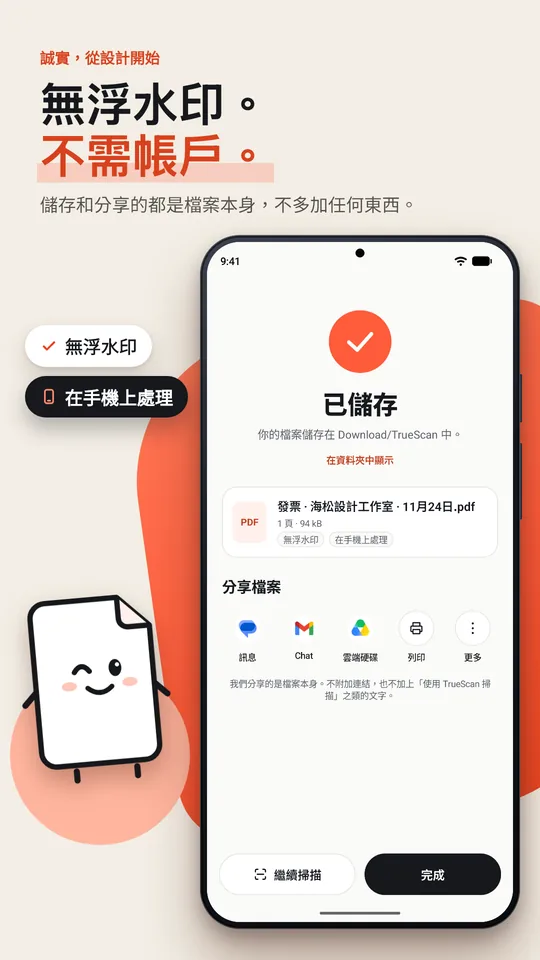 誠實，從設計開始
無浮水印。
不需帳戶。
儲存和分享的都是檔案本身，不多加任何東西。
9:41
無浮水印
在手機上處理
已儲存
你的檔案儲存在 Download/TrueScan 中。
在資料夾中顯示
PDF
發票 · 海松設計工作室 · 11月24日.pdf
1 頁 · 94 kB
無浮水印
在手機上處理
分享檔案
訊息
Chat
雲端硬碟
列印
更多
我們分享的是檔案本身。不附加連結，也不加上「使用 TrueScan 掃
描」之類的文字。
繼續掃描
完成